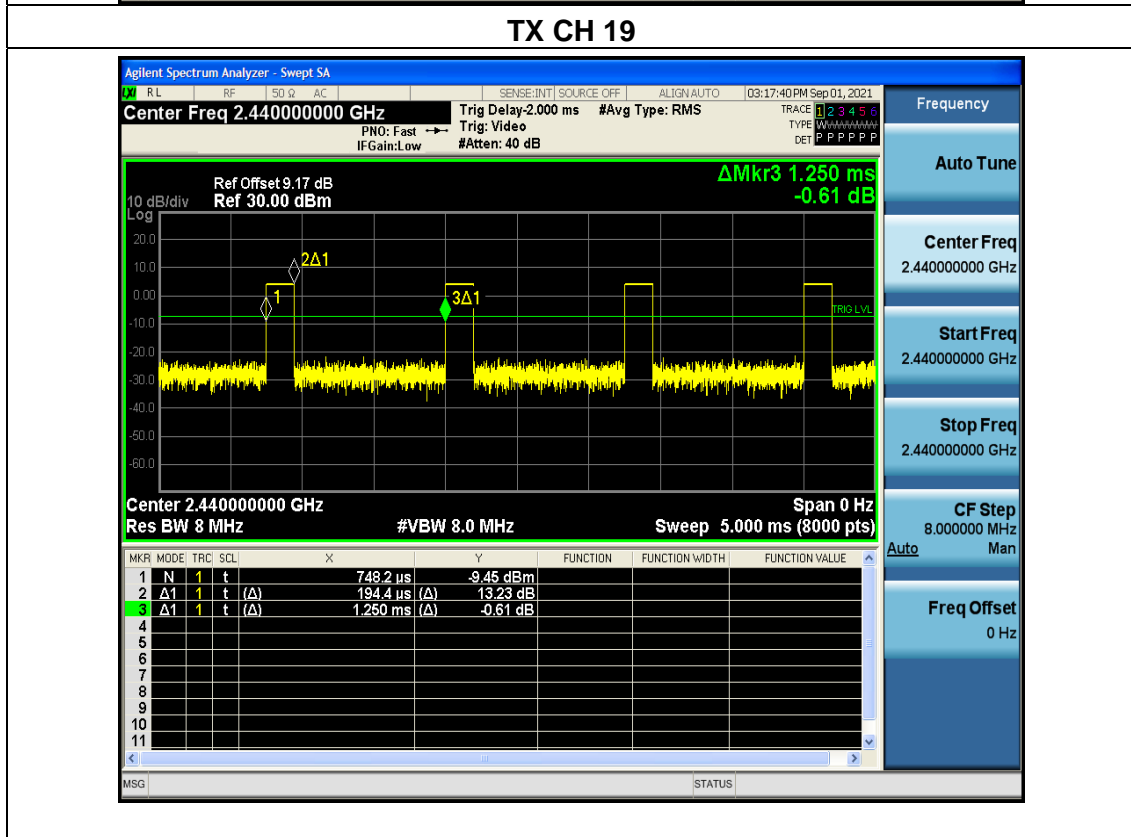 TX CH 19
Agilent Spectrum Analyzer - Swept SA
LXI RL RF 50 Ω AC SENSE:INT SOURCE OFF ALIGN AUTO 03:17:40 PM Sep 01, 2021
Center Freq 2.440000000 GHz
PNO: Fast
IFGain:Low
Trig Delay-2.000 ms #Avg Type: RMS
Trig: Video
#Atten: 40 dB
TRACE 1 2 3 4 5 6
TYPE WWWWWW
DET P P P P P P
Frequency
Auto Tune
ΔMkr3 1.250 ms
-0.61 dB
Ref Offset 9.17 dB
10 dB/div Ref 30.00 dBm
Log
20.0
10.0
0.00
-10.0
-20.0
-30.0
-40.0
-50.0
-60.0
2Δ1
1
3Δ1
TRIG LVL
Center Freq
2.440000000 GHz
Start Freq
2.440000000 GHz
Stop Freq
2.440000000 GHz
Center 2.440000000 GHz Span 0 Hz
Res BW 8 MHz #VBW 8.0 MHz Sweep 5.000 ms (8000 pts)
CF Step
8.000000 MHz
Auto Man
MKR MODE TRC SCL X Y FUNCTION FUNCTION WIDTH FUNCTION VALUE
1 N 1 t 748.2 µs -9.45 dBm
2 Δ1 1 t (Δ) 194.4 µs (Δ) 13.23 dB
3 Δ1 1 t (Δ) 1.250 ms (Δ) -0.61 dB
4
5
6
7
8
9
10
11
Freq Offset
0 Hz
MSG STATUS